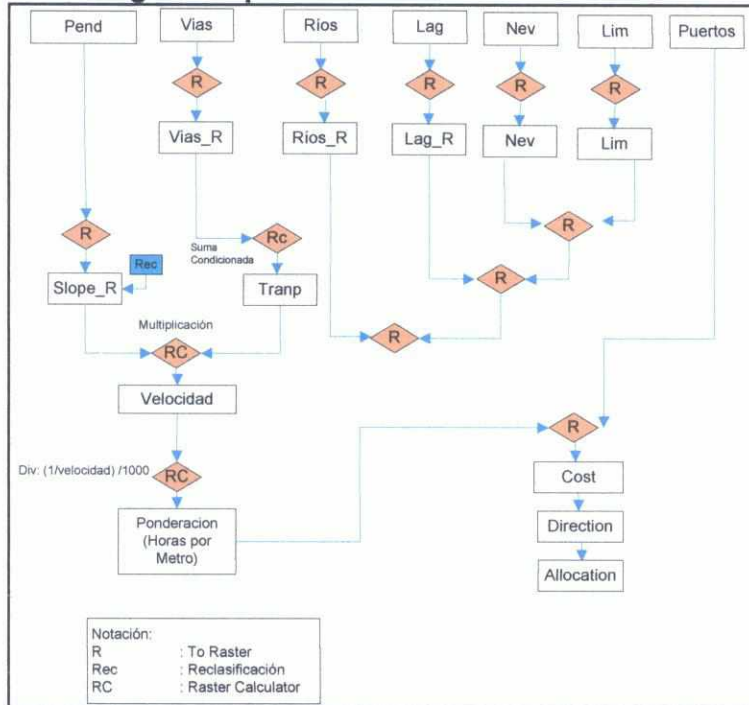 Pend Vias Ríos Lag Nev Lim Puertos
R R R R R
Vias_R Ríos_R Lag_R Nev Lim
R
R Suma Condicionada Rc
Rec R
Slope_R Tranp
Multiplicación R
RC
Velocidad
R
Div: (1/velocidad) /1000 RC
Cost
Ponderacion
(Horas por
Metro)
Direction
Allocation
Notación:
R : To Raster
Rec : Reclasificación
RC : Raster Calculator